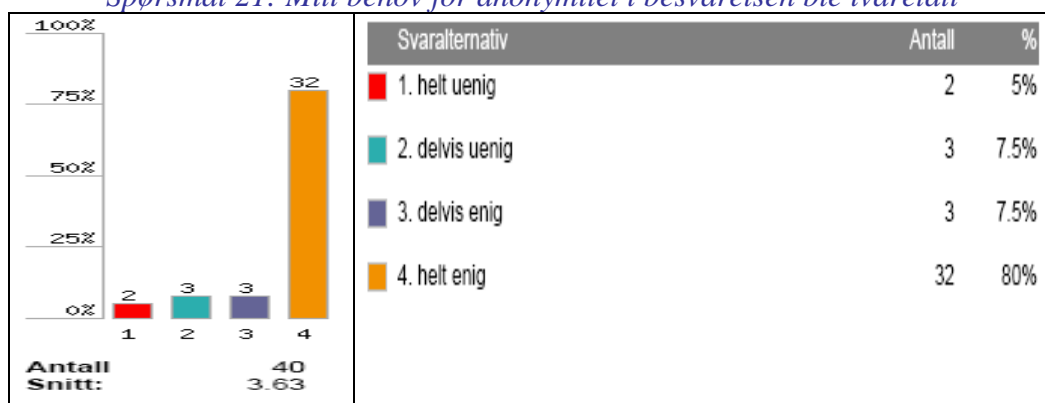 Spørsmål 21: Mitt behov for anonymitet i besvarelsen ble ivaretatt
100%
75%
50%
25%
0%
2
3
3
32
1 2 3 4
Antall 40
Snitt: 3.63
Svaralternativ Antall %
1. helt uenig 2 5%
2. delvis uenig 3 7.5%
3. delvis enig 3 7.5%
4. helt enig 32 80%